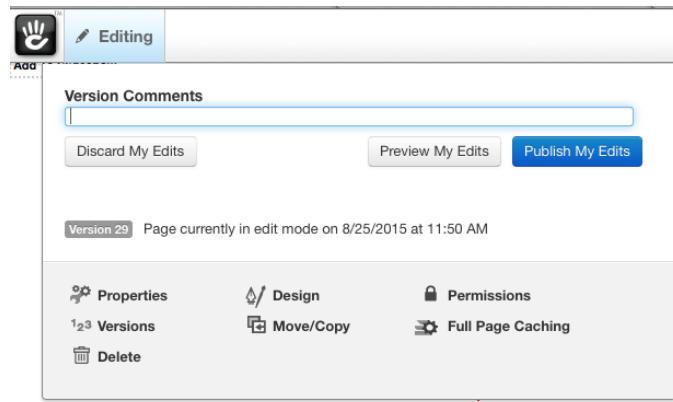 TM
Editing
Add
Version Comments
Discard My Edits Preview My Edits Publish My Edits
Version 29 Page currently in edit mode on 8/25/2015 at 11:50 AM
Properties Design Permissions
123 Versions Move/Copy Full Page Caching
Delete